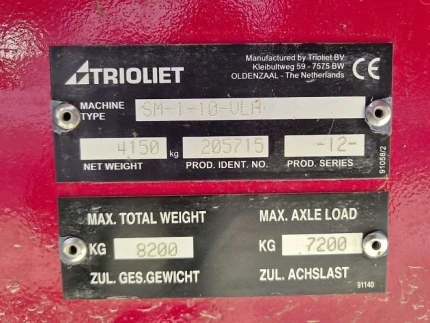 TRIOLIET
Manufactured by Trioliet BV
Kleibultweg 59 - 7575 BW
OLDENZAAL - The Netherlands
CE
MACHINE TYPE SM-1-10-VLH
4150 kg 205715 -12-
NET WEIGHT PROD. IDENT. NO. PROD. SERIES
91058/2
MAX. TOTAL WEIGHT MAX. AXLE LOAD
KG 8200 KG 7200
ZUL. GES.GEWICHT ZUL. ACHSLAST
91140